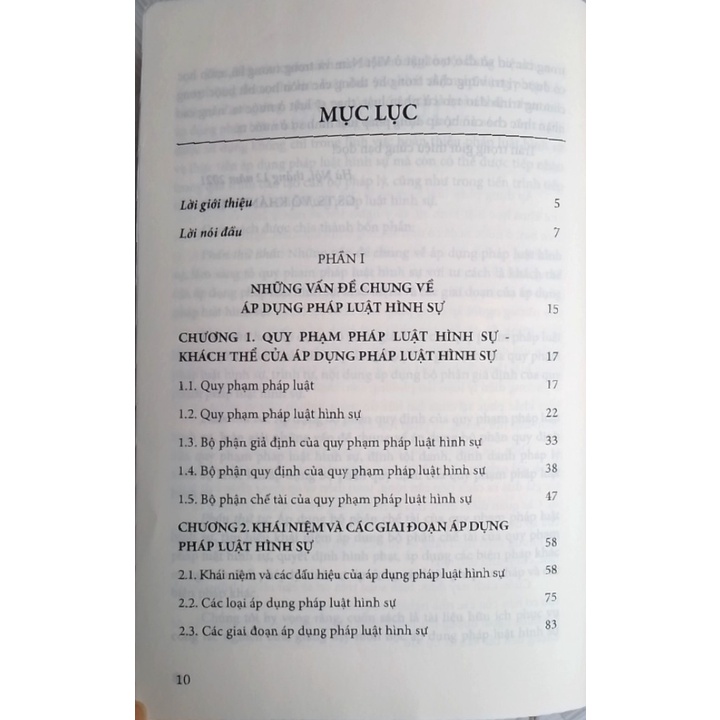 MỤC LỤC
Lời giới thiệu 5
Lời nói đầu 7
PHẦN I
NHỮNG VẤN ĐỀ CHUNG VỀ
ÁP DỤNG PHÁP LUẬT HÌNH SỰ 15
CHƯƠNG 1. QUY PHẠM PHÁP LUẬT HÌNH SỰ -
KHÁCH THỂ CỦA ÁP DỤNG PHÁP LUẬT HÌNH SỰ 17
1.1. Quy phạm pháp luật 17
1.2. Quy phạm pháp luật hình sự 22
1.3. Bộ phận giả định của quy phạm pháp luật hình sự 33
1.4. Bộ phận quy định của quy phạm pháp luật hình sự 38
1.5. Bộ phận chế tài của quy phạm pháp luật hình sự 47
CHƯƠNG 2. KHÁI NIỆM VÀ CÁC GIAI ĐOẠN ÁP DỤNG
PHÁP LUẬT HÌNH SỰ 58
2.1. Khái niệm và các dấu hiệu của áp dụng pháp luật hình sự 58
2.2. Các loại áp dụng pháp luật hình sự 75
2.3. Các giai đoạn áp dụng pháp luật hình sự 83
10